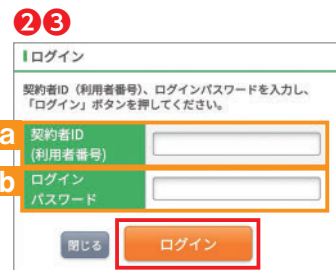 ❷❸
ログイン
契約者ID（利用者番号）、ログインパスワードを入力し、
「ログイン」ボタンを押してください。
a 契約者ID
(利用者番号)
b ログイン
パスワード
閉じる ログイン